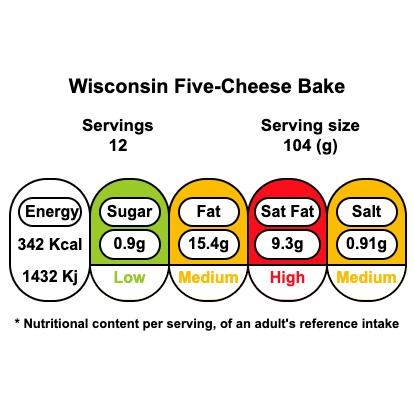 Wisconsin Five-Cheese Bake
Servings
12
Serving size
104 (g)
Energy
342 Kcal
1432 Kj
Sugar
0.9g
Low
Fat
15.4g
Medium
Sat Fat
9.3g
High
Salt
0.91g
Medium
* Nutritional content per serving, of an adult's reference intake